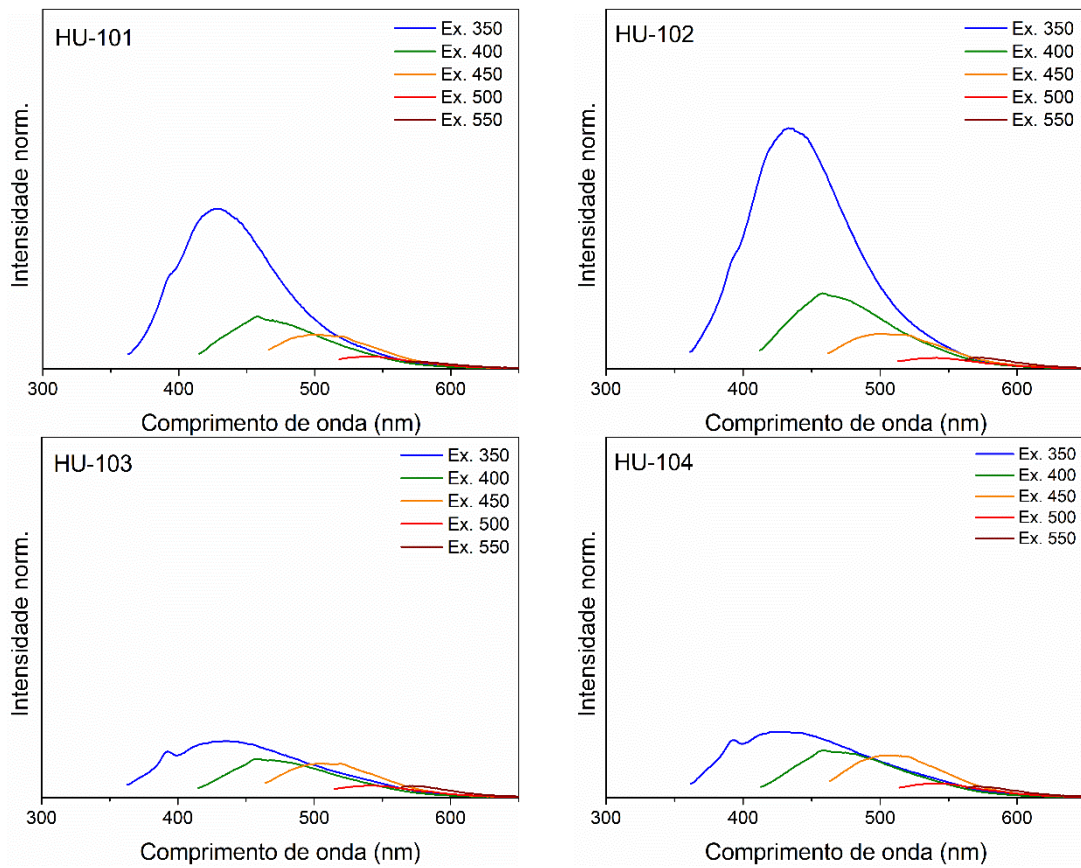 HU-101
Ex. 350
Ex. 400
Ex. 450
Ex. 500
Ex. 550
Intensidade norm.
300 400 500 600
Comprimento de onda (nm)
HU-102
Ex. 350
Ex. 400
Ex. 450
Ex. 500
Ex. 550
Intensidade norm.
300 400 500 600
Comprimento de onda (nm)
HU-103
Ex. 350
Ex. 400
Ex. 450
Ex. 500
Ex. 550
Intensidade norm.
300 400 500 600
Comprimento de onda (nm)
HU-104
Ex. 350
Ex. 400
Ex. 450
Ex. 500
Ex. 550
Intensidade norm.
300 400 500 600
Comprimento de onda (nm)